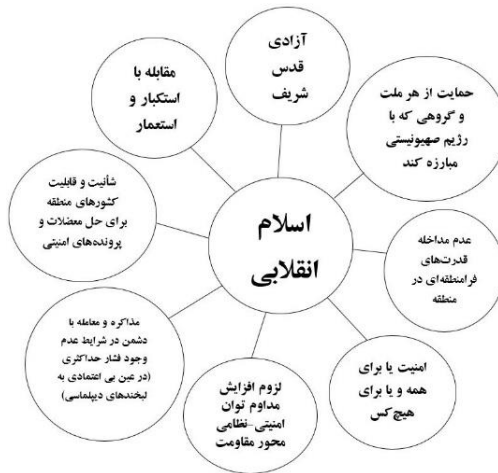 آزادی
قدس
شریف
حمایت از هر ملت
و گروهی که با
رژیم صهیونیستی
مبارزه کند
عدم مداخله
قدرت‌های
فرامنطقه‌ای در
منطقه
امنیت یا برای
همه و یا برای
هیچ‌کس
لزوم افزایش
مداوم توان
امنیتی-نظامی
محور مقاومت
مذاکره و معامله با
دشمن در شرایط عدم
وجود فشار حداکثری
(در عین بی اعتمادی به
لبخندهای دیپلماسی)
شأنیت و قابلیت
کشورهای منطقه
برای حل معضلات و
پرونده‌های امنیتی
مقابله با
استکبار و
استعمار
اسلام
انقلابی